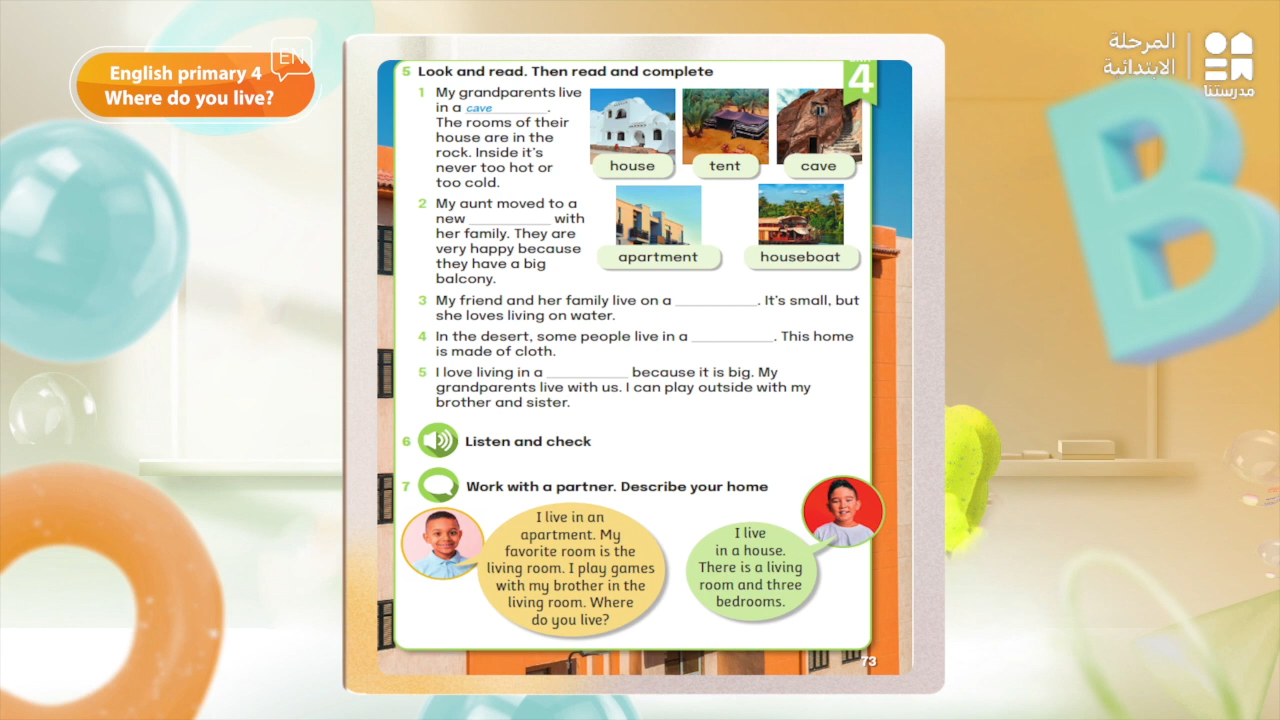 English primary 4
Where do you live?
EN
المرحلة
الابتدائية
مدرستنا
5 Look and read. Then read and complete
4
1 My grandparents live
in a cave ________.
The rooms of their
house are in the
rock. Inside it's
never too hot or
too cold.
house
tent
cave
2 My aunt moved to a
new __________ with
her family. They are
very happy because
they have a big
balcony.
apartment
houseboat
3 My friend and her family live on a __________. It's small, but
she loves living on water.
4 In the desert, some people live in a __________. This home
is made of cloth.
5 I love living in a __________ because it is big. My
grandparents live with us. I can play outside with my
brother and sister.
6 Listen and check
7 Work with a partner. Describe your home
I live in an
apartment. My
favorite room is the
living room. I play games
with my brother in the
living room. Where
do you live?
I live
in a house.
There is a living
room and three
bedrooms.
73